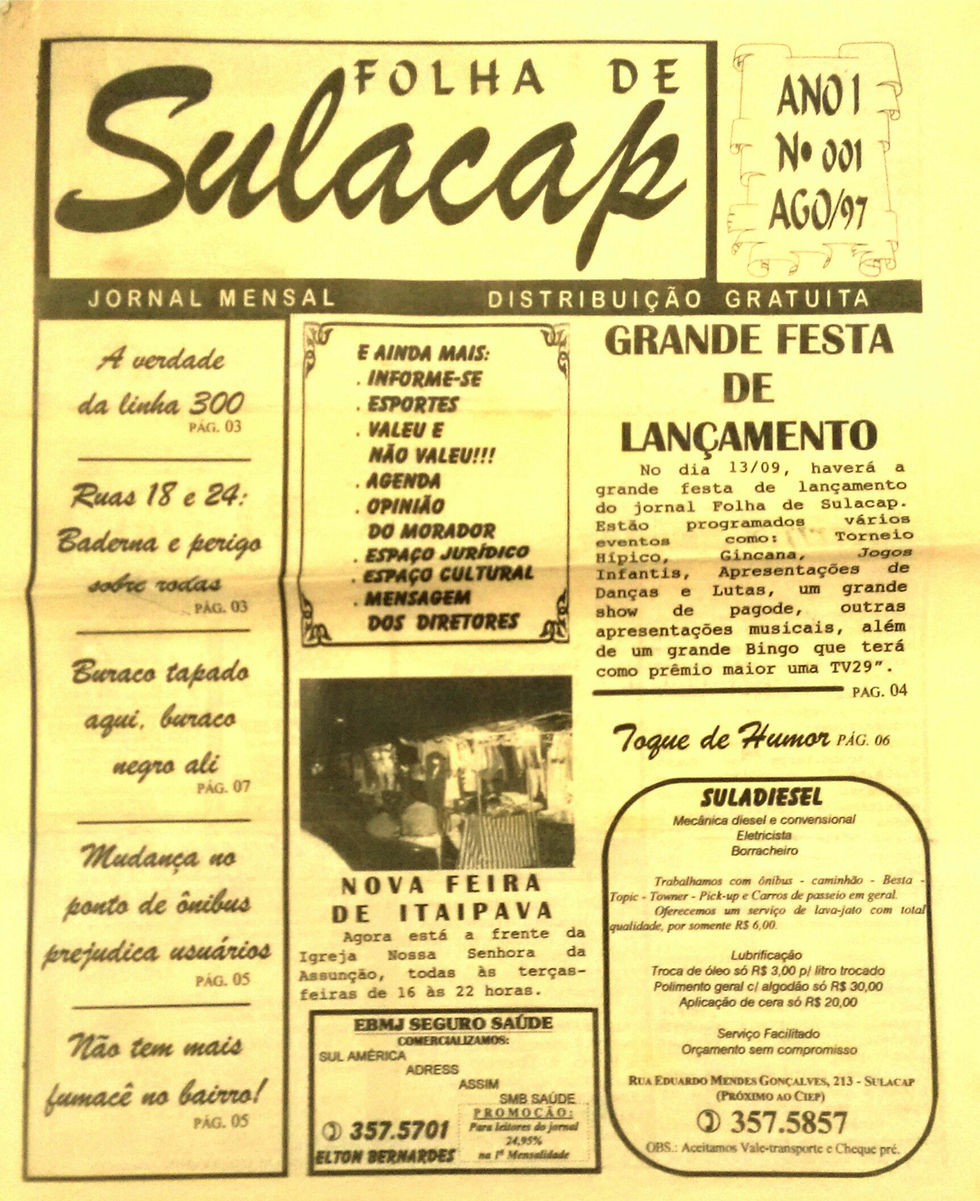 FOLHA DE
Sulacap
ANO I
Nº 001
AGO/97
JORNAL MENSAL
DISTRIBUIÇÃO GRATUITA
A verdade
da linha 300
PÁG. 03
Ruas 18 e 24:
Baderna e perigo
sobre rodas
PÁG. 03
Buraco tapado
aqui, buraco
negro ali
PÁG. 07
Mudança no
ponto de ônibus
prejudica usuários
PÁG. 05
Não tem mais
fumacê no bairro!
PÁG. 05
E AINDA MAIS:
. INFORME-SE
. ESPORTES
. VALEU E
NÃO VALEU!!!
. AGENDA
. OPINIÃO
DO MORADOR
. ESPAÇO JURÍDICO
. ESPAÇO CULTURAL
. MENSAGEM
DOS DIRETORES
NOVA FEIRA
DE ITAIPAVA
Agora está a frente da
Igreja Nossa Senhora da
Assunção, todas às terças-
feiras de 16 às 22 horas.
EBMJ SEGURO SAÚDE
COMERCIALIZAMOS:
SUL AMÉRICA
ADRESS
ASSIM
SMB SAÚDE
357.5701
ELTON BERNARDES
PROMOÇÃO:
Para leitores do jornal
24,95%
na 1ª Mensalidade
GRANDE FESTA
DE
LANÇAMENTO
No dia 13/09, haverá a
grande festa de lançamento
do jornal Folha de Sulacap.
Estão programados vários
eventos como: Torneio
Hípico, Gincana, Jogos
Infantis, Apresentações de
Danças e Lutas, um grande
show de pagode, outras
apresentações musicais, além
de um grande Bingo que terá
como prêmio maior uma TV29".
PAG. 04
Toque de Humor PÁG. 06
SULADIESEL
Mecânica diesel e convensional
Eletricista
Borracheiro
Trabalhamos com ônibus - caminhão - Besta -
Topic - Towner - Pick-up e Carros de passeio em geral.
Oferecemos um serviço de lava-jato com total
qualidade, por somente R$ 6,00.
Lubrificação
Troca de óleo só R$ 3,00 p/ litro trocado
Polimento geral c/ algodão só R$ 30,00
Aplicação de cera só R$ 20,00
Serviço Facilitado
Orçamento sem compromisso
RUA EDUARDO MENDES GONÇALVES, 213 - SULACAP
(PRÓXIMO AO CIEP)
357.5857
OBS.: Aceitamos Vale-transporte e Cheque pré.